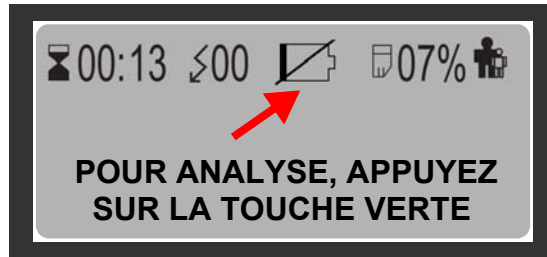 00:13 00 07%
POUR ANALYSE, APPUYEZ
SUR LA TOUCHE VERTE